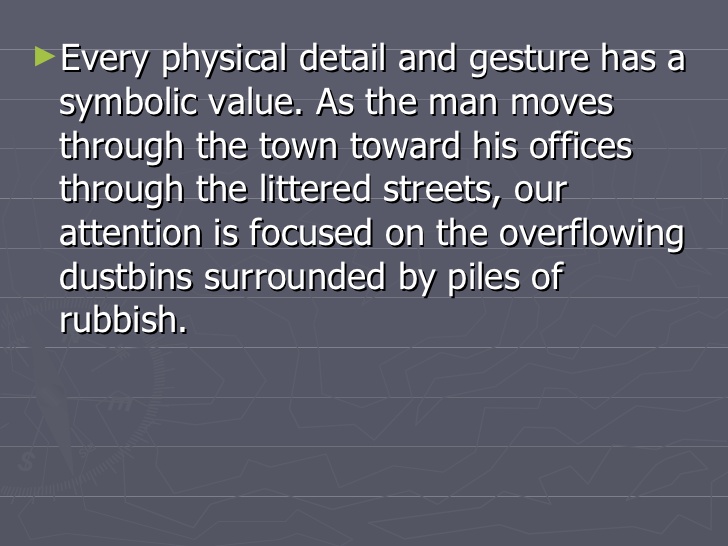 Every physical detail and gesture has a
symbolic value. As the man moves
through the town toward his offices
through the littered streets, our
attention is focused on the overflowing
dustbins surrounded by piles of
rubbish.
m
S